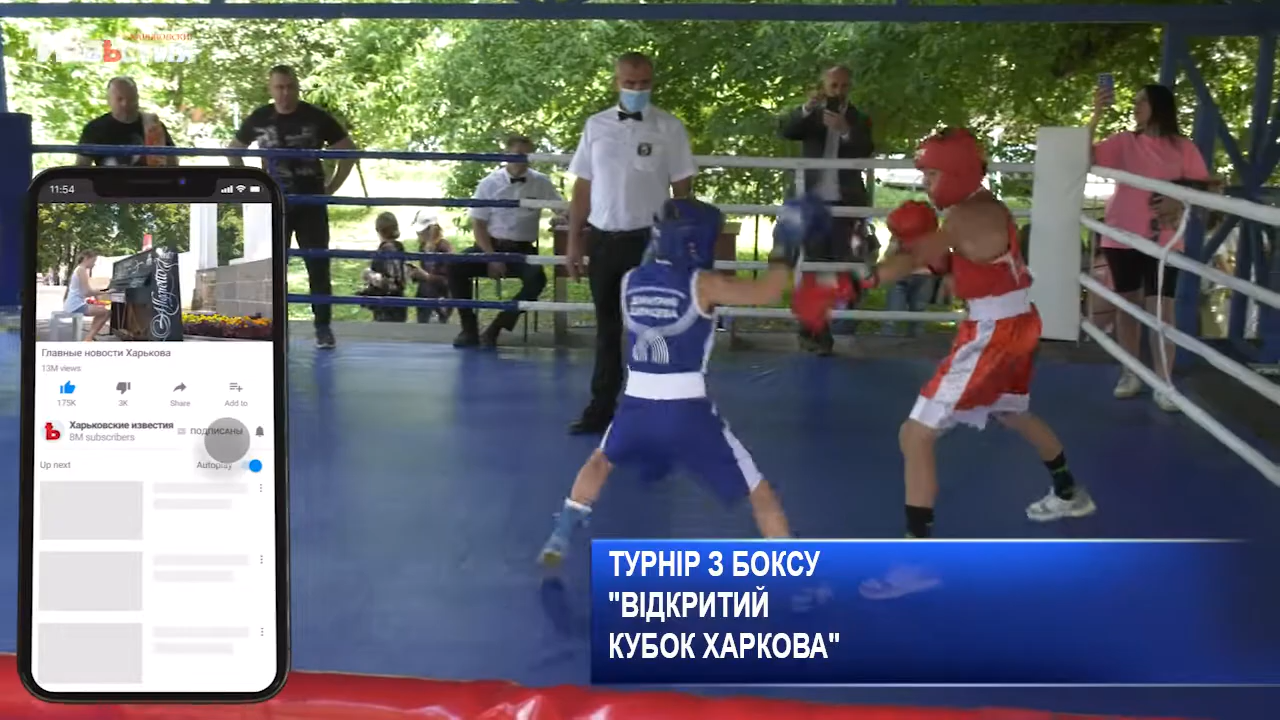 ХАРЬКОВСКИЕ
11:54
Главные новости Харькова
13M views
175K
3K
Share
Add to
Харьковские известия
8M subscribers
ПОДПИСАНЫ
Up next
Autoplay
ТУРНІР З БОКСУ
"ВІДКРИТИЙ
КУБОК ХАРКОВА"